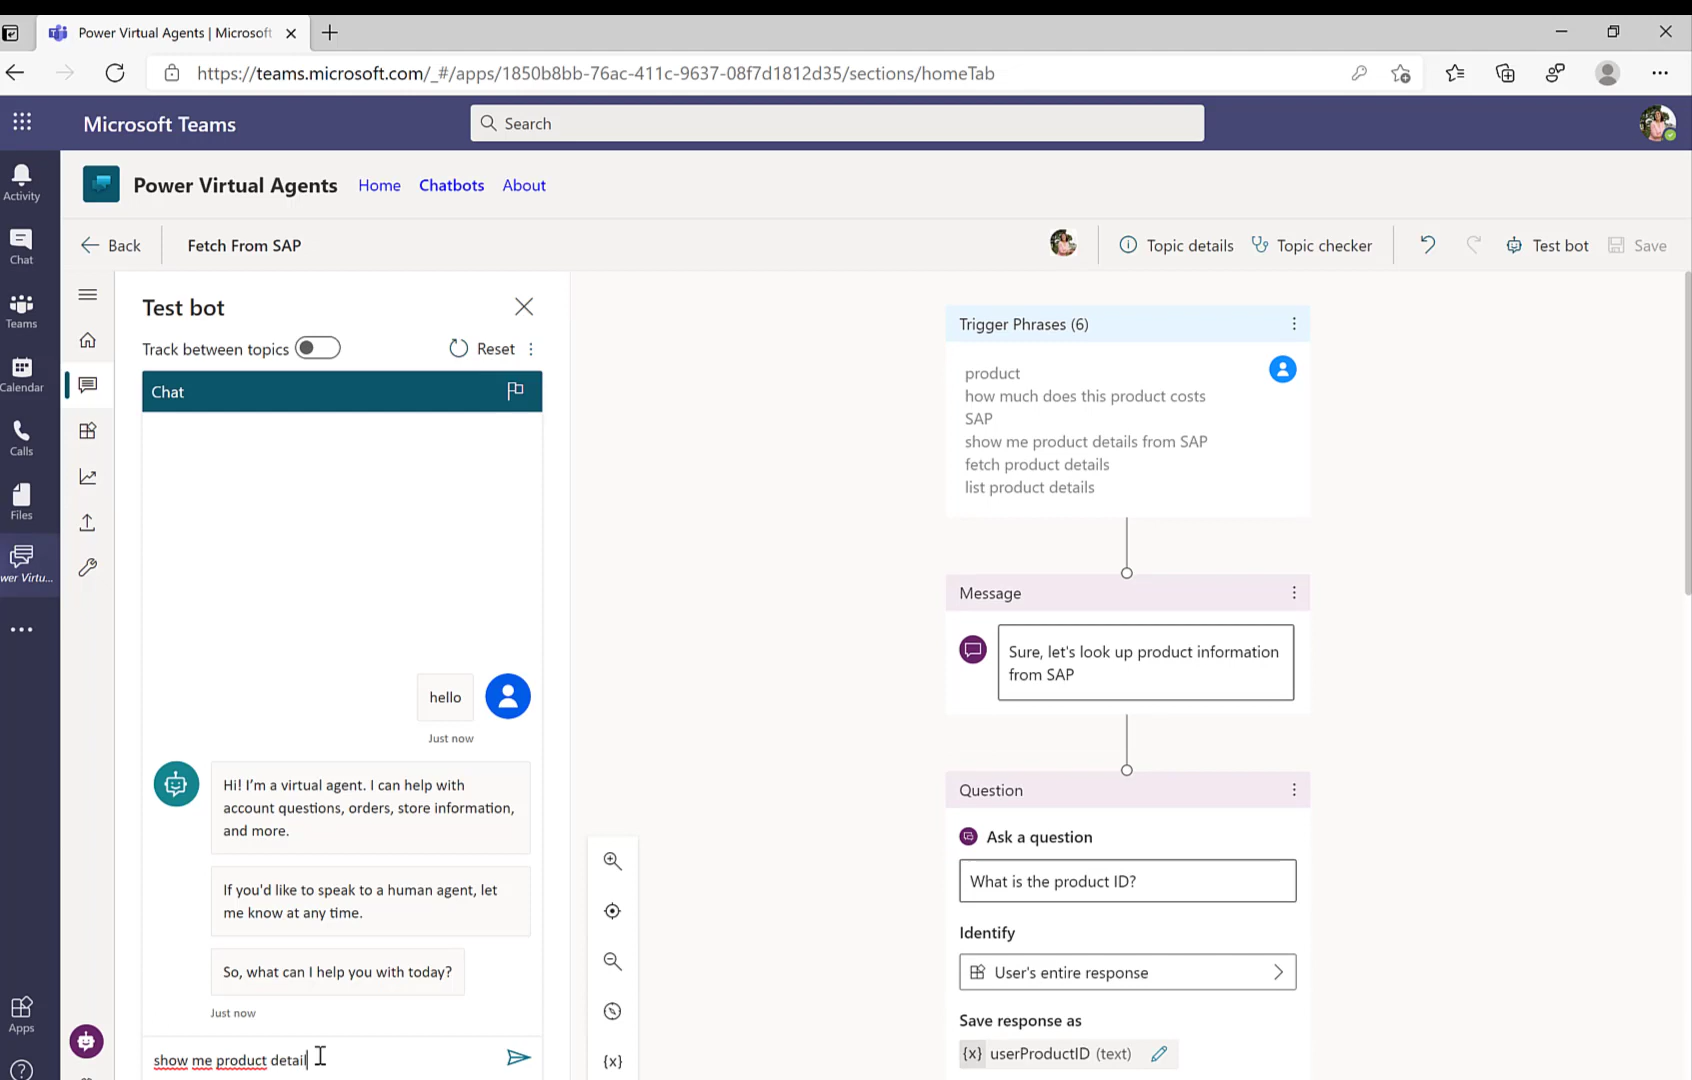 Power Virtual Agents | Microsoft
https://teams.microsoft.com/_#/apps/1850b8bb-76ac-411c-9637-08f7d1812d35/sections/homeTab
Microsoft Teams
Search
Activity
Chat
Teams
Calendar
Calls
Files
wer Virtu...
Apps
Power Virtual Agents
Home
Chatbots
About
Back
Fetch From SAP
Topic details
Topic checker
Test bot
Save
Test bot
Track between topics
Reset
Chat
hello
Just now
Hi! I'm a virtual agent. I can help with
account questions, orders, store information,
and more.
If you'd like to speak to a human agent, let
me know at any time.
So, what can I help you with today?
Just now
show me product detail
{x}
Trigger Phrases (6)
product
how much does this product costs
SAP
show me product details from SAP
fetch product details
list product details
Message
Sure, let's look up product information
from SAP
Question
Ask a question
What is the product ID?
Identify
User's entire response
Save response as
{x} userProductID (text)